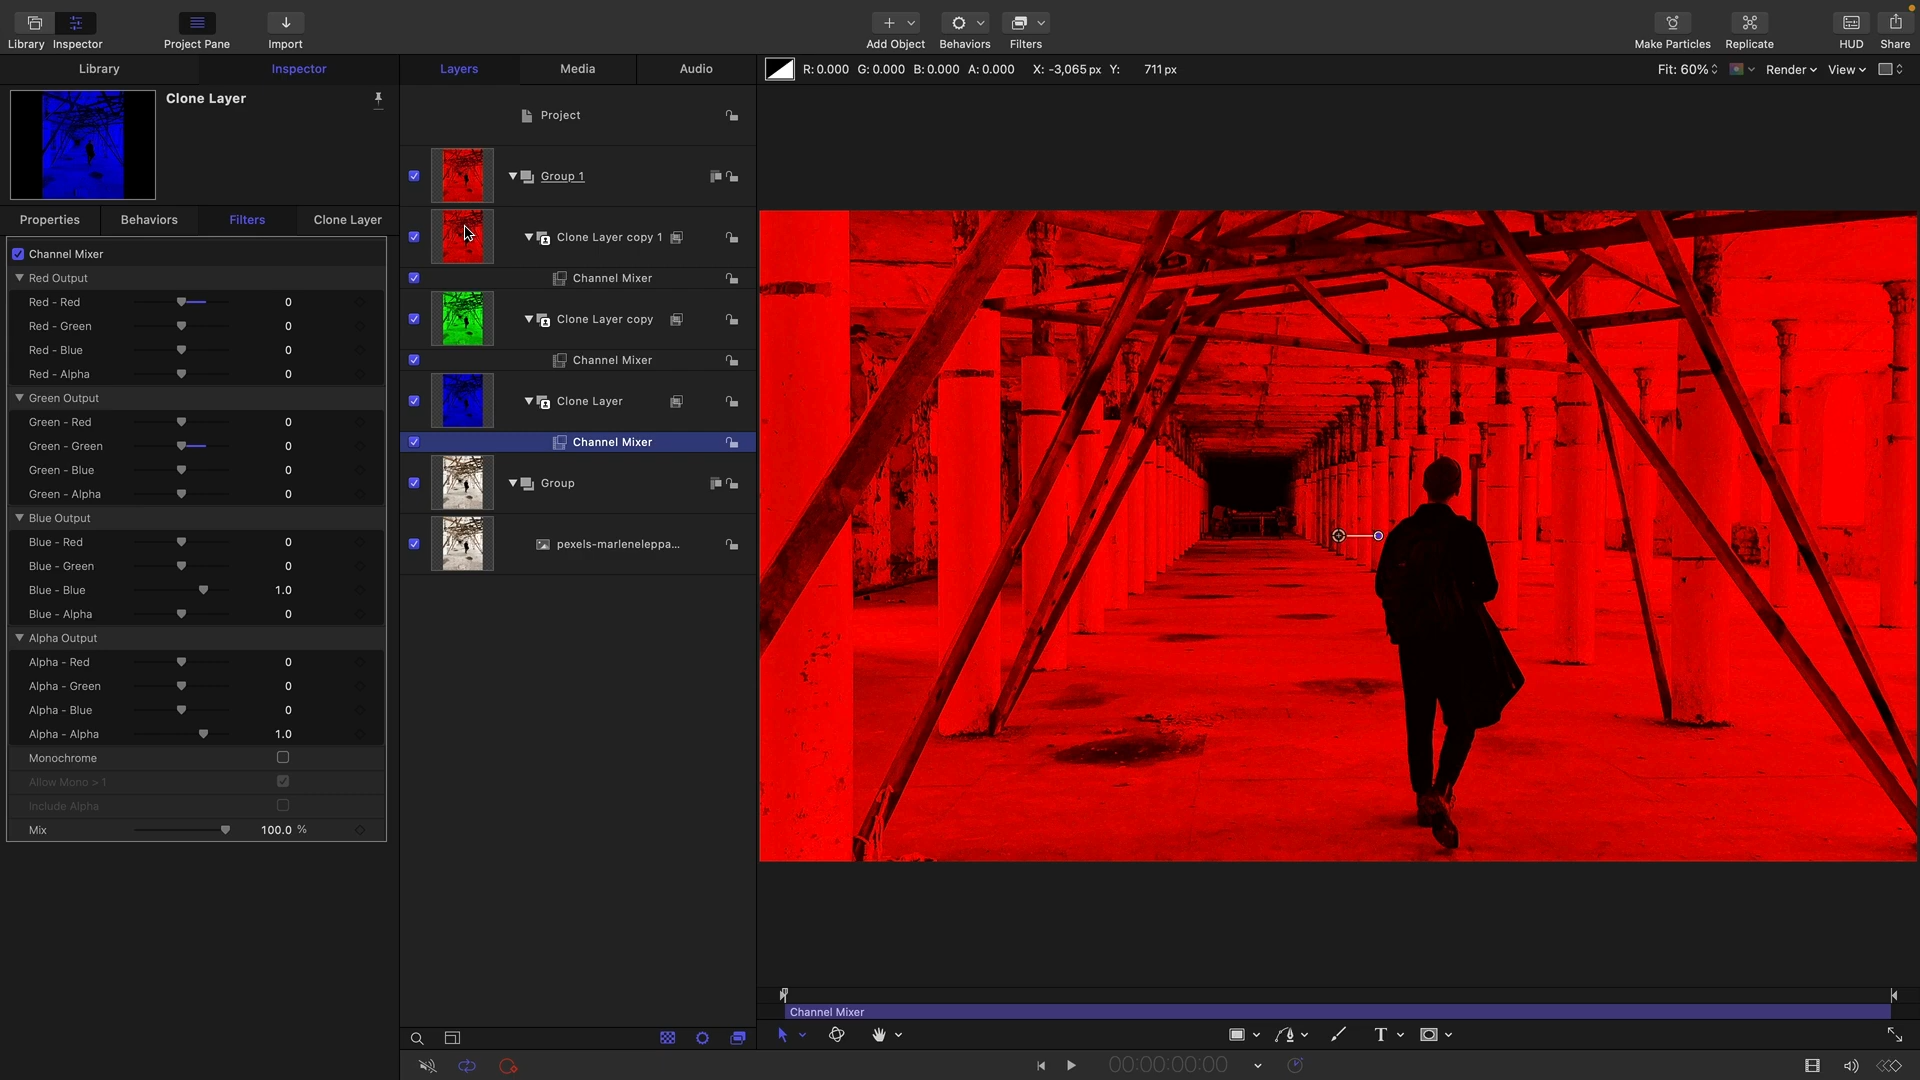 Library
Inspector
Project Pane
Import
Add Object
Behaviors
Filters
Make Particles
Replicate
HUD
Share
Library
Inspector
Layers
Media
Audio
R: 0.000 G: 0.000 B: 0.000 A: 0.000 X: -3,065 px Y: 711 px
Fit: 60%
Render
View
Clone Layer
Properties
Behaviors
Filters
Clone Layer
Channel Mixer
Red Output
Red - Red 0
Red - Green 0
Red - Blue 0
Red - Alpha 0
Green Output
Green - Red 0
Green - Green 0
Green - Blue 0
Green - Alpha 0
Blue Output
Blue - Red 0
Blue - Green 0
Blue - Blue 1.0
Blue - Alpha 0
Alpha Output
Alpha - Red 0
Alpha - Green 0
Alpha - Blue 0
Alpha - Alpha 1.0
Monochrome
Allow Mono > 1
Include Alpha
Mix 100.0 %
Project
Group 1
Clone Layer copy 1
Channel Mixer
Clone Layer copy
Channel Mixer
Clone Layer
Channel Mixer
Group
pexels-marleneleppa...
Channel Mixer
T
00:00:00:00